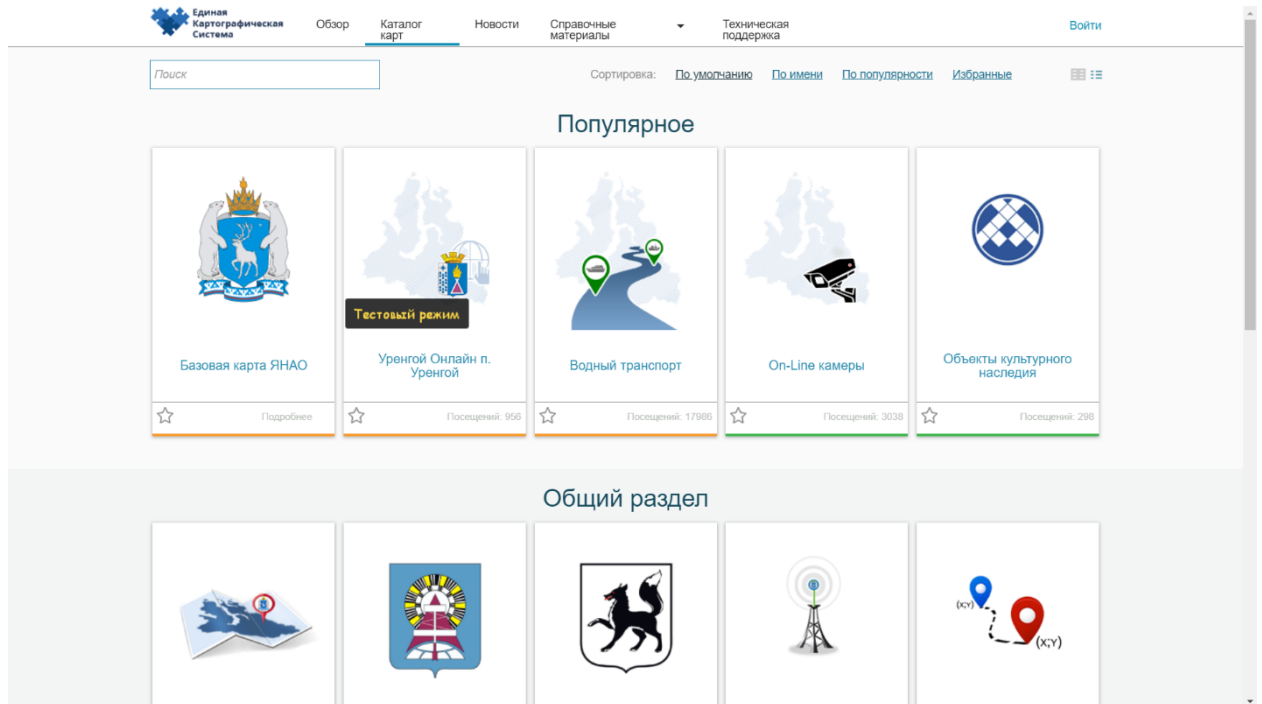 Единая
Картографическая
Система
Обзор
Каталог
карт
Новости
Справочные
материалы
Техническая
поддержка
Войти
Поиск
Сортировка: По умолчанию По имени По популярности Избранные
Популярное
Тестовый режим
Базовая карта ЯНАО
Уренгой Онлайн п.
Уренгой
Водный транспорт
On-Line камеры
Объекты культурного
наследия
Подробнее
Посещений: 956
Посещений: 17986
Посещений: 3038
Посещений: 298
Общий раздел
(X;Y)
(X;Y)